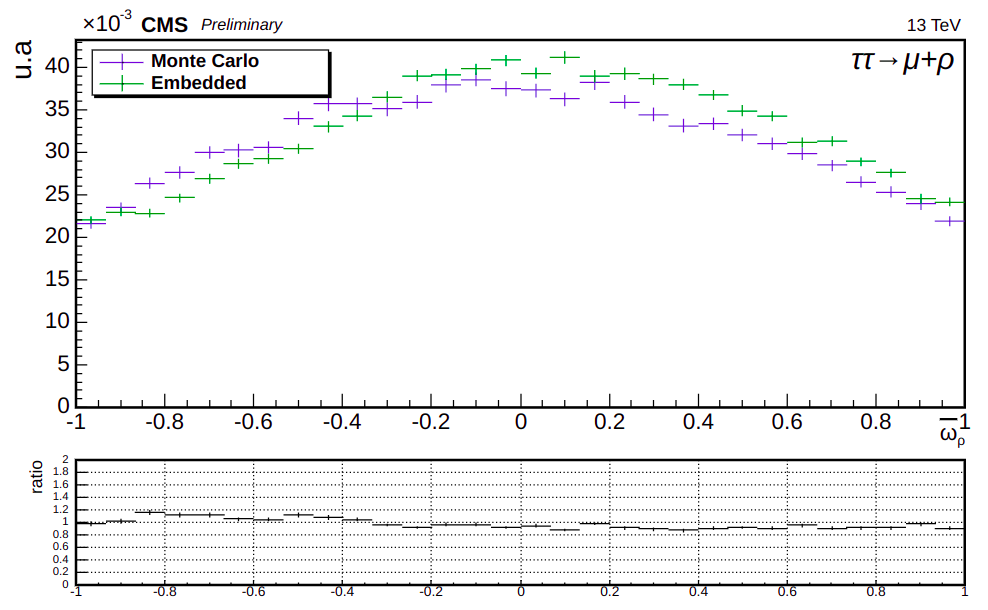 ×10-3 CMS Preliminary 13 TeV
u.a
Monte Carlo
Embedded
ττ→μ+ρ
40
35
30
25
20
15
10
5
0
-1 -0.8 -0.6 -0.4 -0.2 0 0.2 0.4 0.6 0.8 1
ω̅ρ
ratio
2
1.8
1.6
1.4
1.2
1
0.8
0.6
0.4
0.2
0
-1 -0.8 -0.6 -0.4 -0.2 0 0.2 0.4 0.6 0.8 1